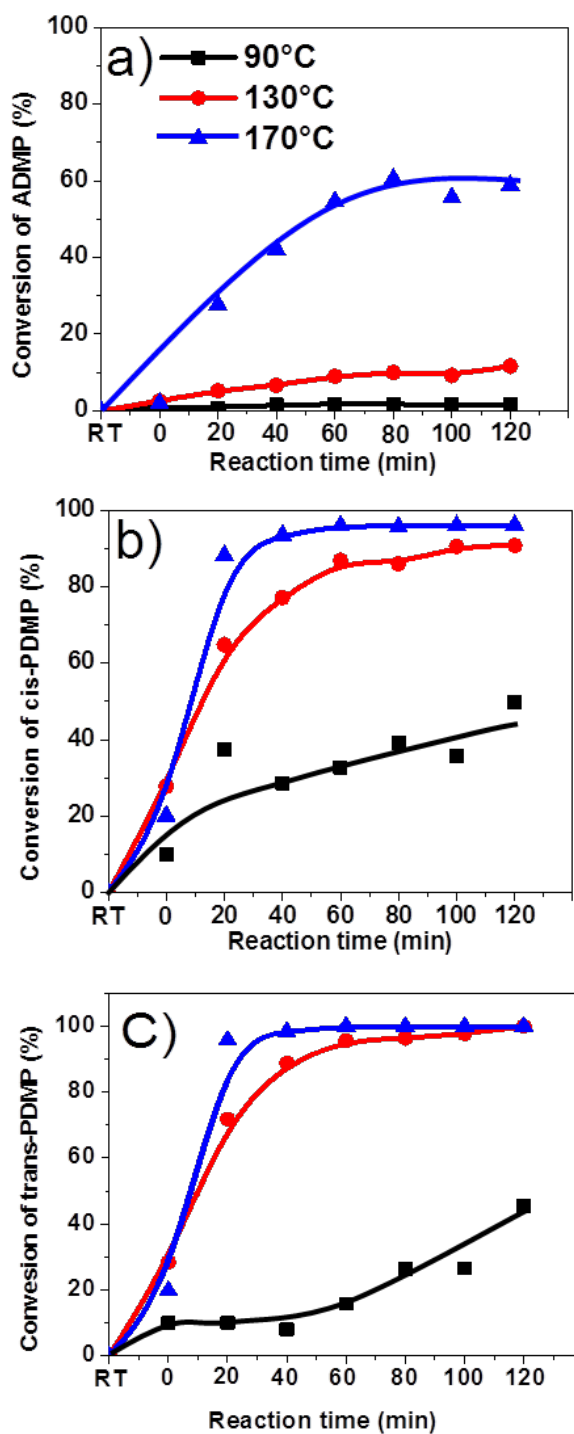 a)
90°C
130°C
170°C
Conversion of ADMP (%)
100
80
60
40
20
0
RT 0 20 40 60 80 100 120
Reaction time (min)
b)
Conversion of cis-PDMP (%)
100
80
60
40
20
0
RT 0 20 40 60 80 100 120
Reaction time (min)
C)
Convesion of trans-PDMP (%)
100
80
60
40
20
0
RT 0 20 40 60 80 100 120
Reaction time (min)